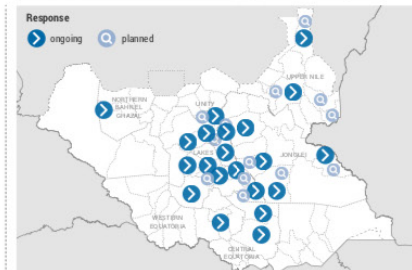 Response
ongoing
planned
UPPER NILE
NORTHERN
BAHR EL
GHAZAL
UNITY
LAKES
JONGLEI
WESTERN
EQUATORIA
CENTRAL
EQUATORIA